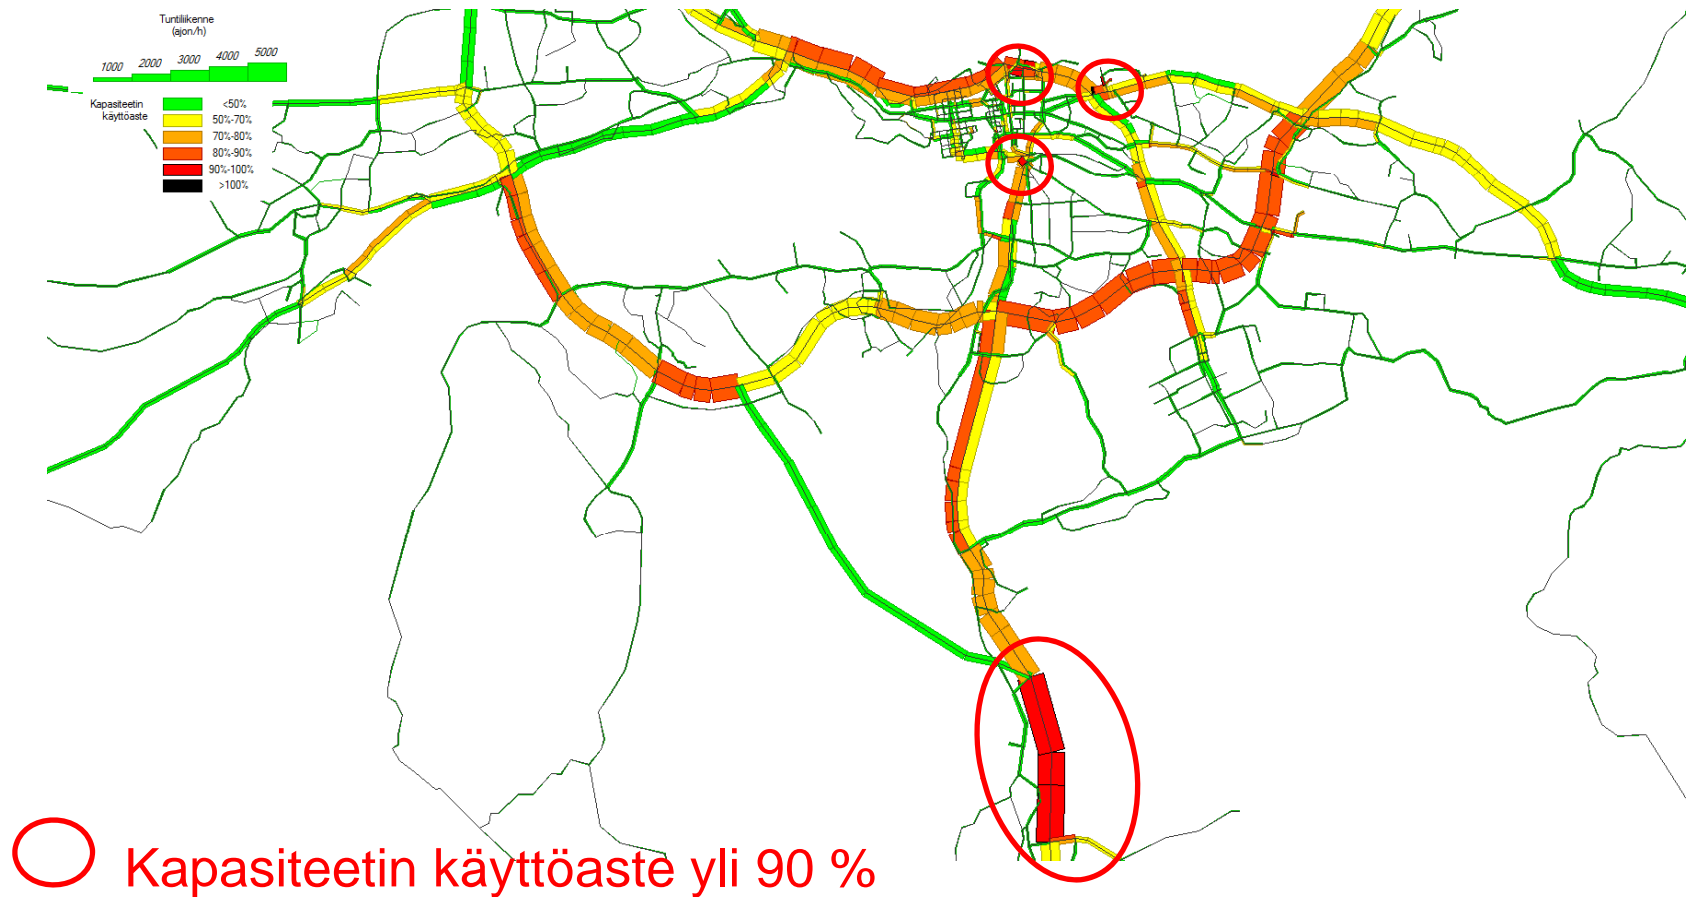 Tuntiliikenne
(ajon/h)
1000 2000 3000 4000 5000
Kapasiteetin
käyttöaste
<50%
50%-70%
70%-80%
80%-90%
90%-100%
>100%
Kapasiteetin käyttöaste yli 90 %